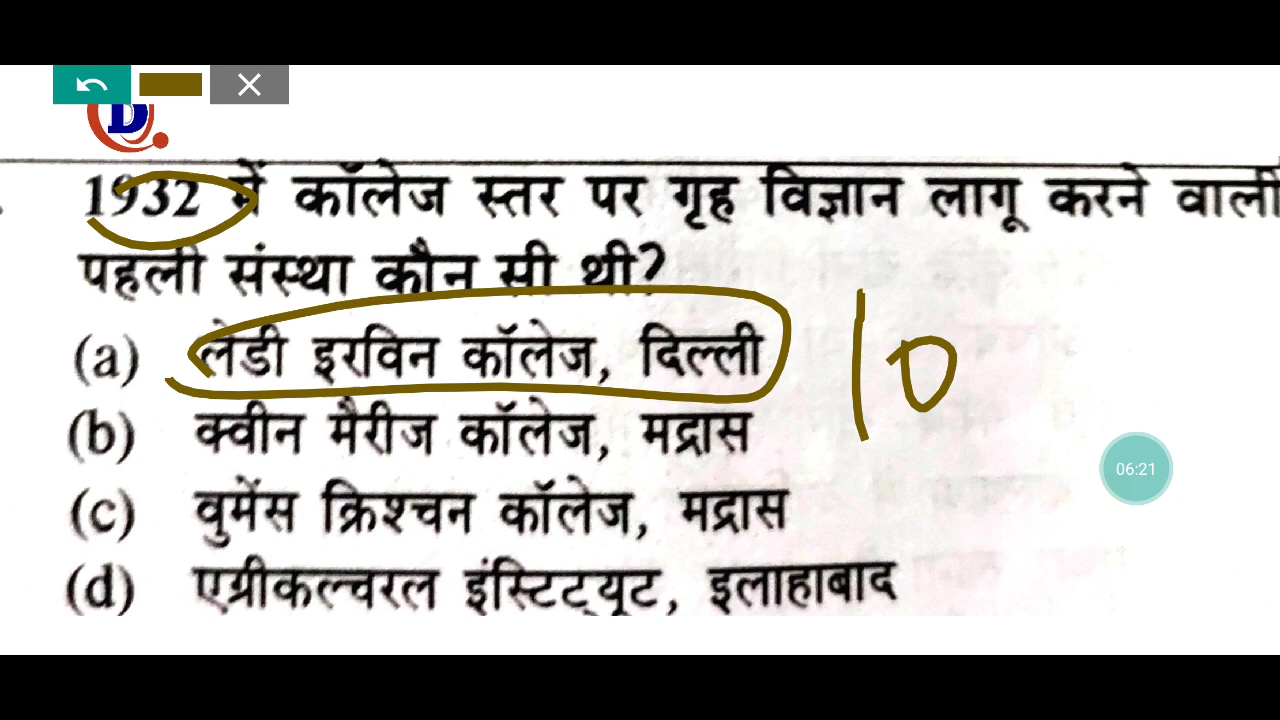 D
1932 में कॉलेज स्तर पर गृह विज्ञान लागू करने वाली
पहली संस्था कौन सी थी?
(a) लेडी इरविन कॉलेज, दिल्ली
10
(b) क्वीन मैरीज कॉलेज, मद्रास
06:21
(c) वुमेंस क्रिश्चन कॉलेज, मद्रास
(d) एग्रीकल्चरल इंस्टिट्यूट, इलाहाबाद